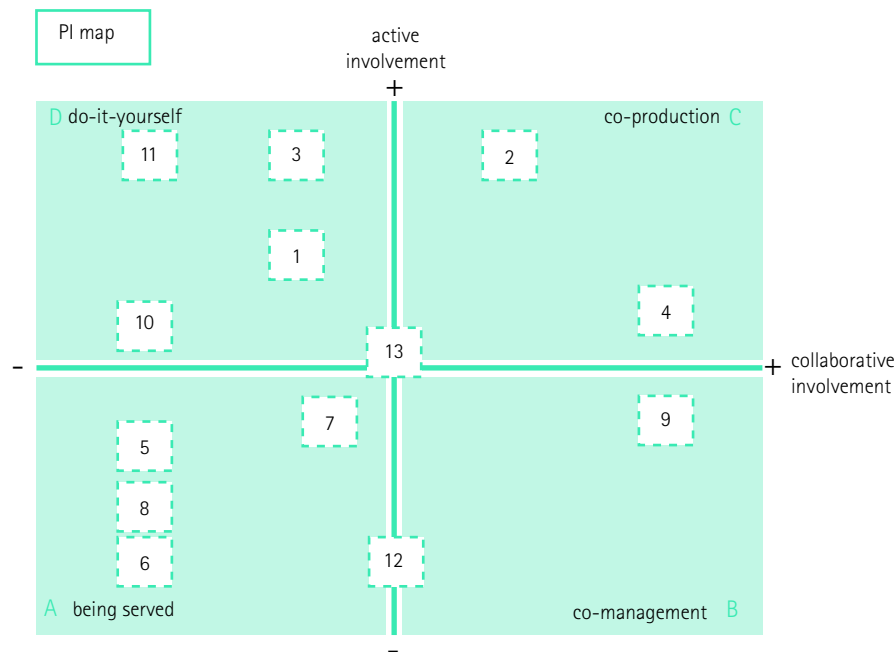 PI map
active
involvement
+
D do-it-yourself
co-production C
11
3
2
1
10
4
13
-
+
collaborative
involvement
7
9
5
8
6
12
A being served
co-management B
-